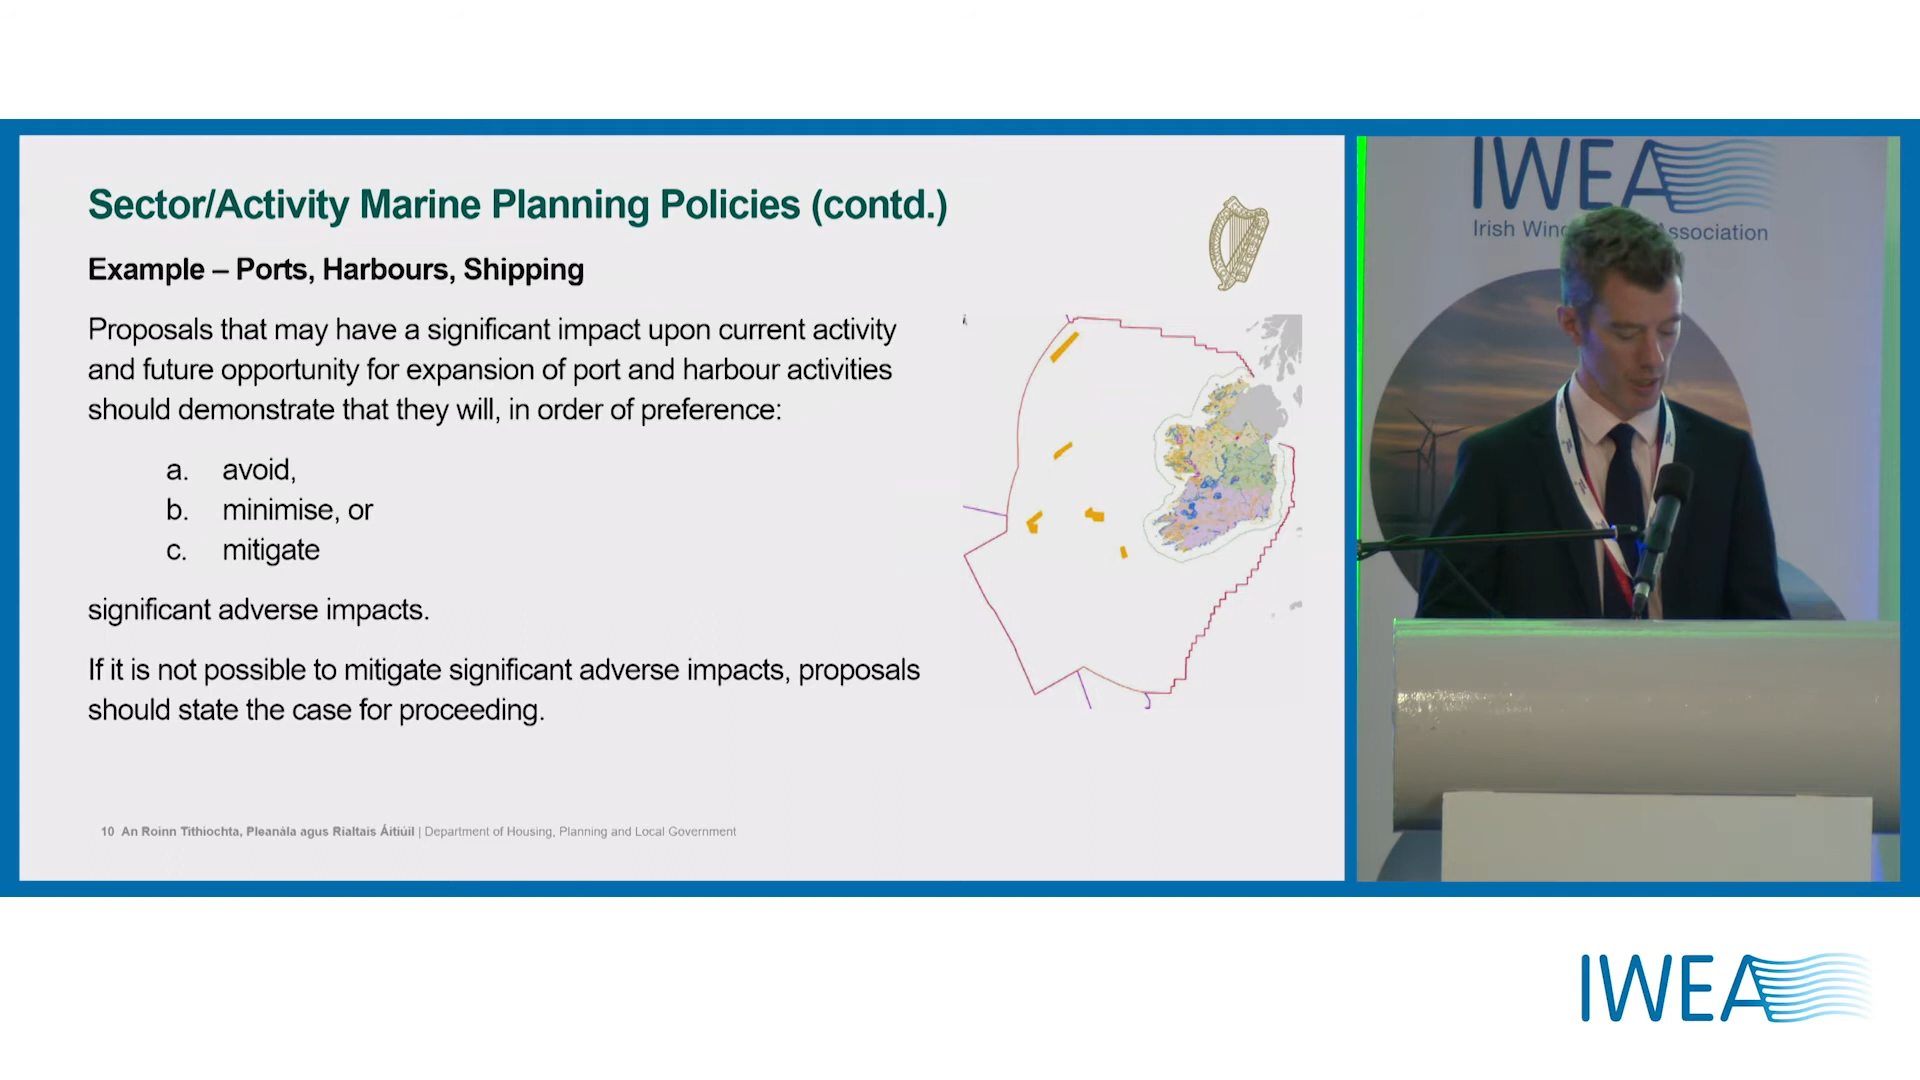 Sector/Activity Marine Planning Policies (contd.)
Example – Ports, Harbours, Shipping
Proposals that may have a significant impact upon current activity
and future opportunity for expansion of port and harbour activities
should demonstrate that they will, in order of preference:
a. avoid,
b. minimise, or
c. mitigate
significant adverse impacts.
If it is not possible to mitigate significant adverse impacts, proposals
should state the case for proceeding.
10 An Roinn Tithíochta, Pleanála agus Rialtais Áitiúil | Department of Housing, Planning and Local Government
IWEA
Irish Association
IWEA